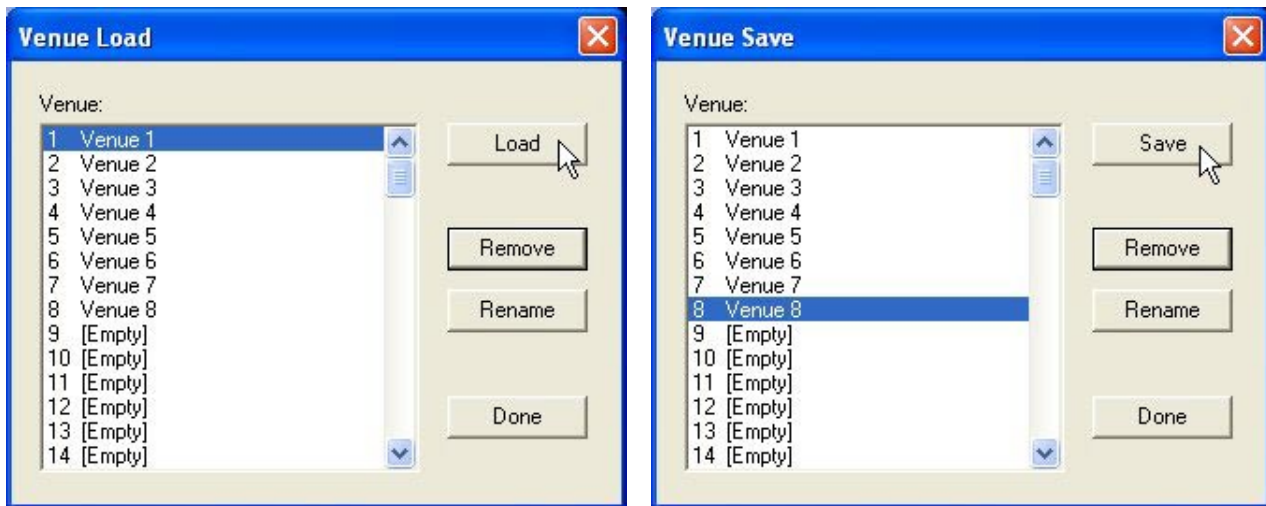 Venue Load
Venue:
1 Venue 1
2 Venue 2
3 Venue 3
4 Venue 4
5 Venue 5
6 Venue 6
7 Venue 7
8 Venue 8
9 [Empty]
10 [Empty]
11 [Empty]
12 [Empty]
13 [Empty]
14 [Empty]
Load
Remove
Rename
Done
Venue Save
Venue:
1 Venue 1
2 Venue 2
3 Venue 3
4 Venue 4
5 Venue 5
6 Venue 6
7 Venue 7
8 Venue 8
9 [Empty]
10 [Empty]
11 [Empty]
12 [Empty]
13 [Empty]
14 [Empty]
Save
Remove
Rename
Done